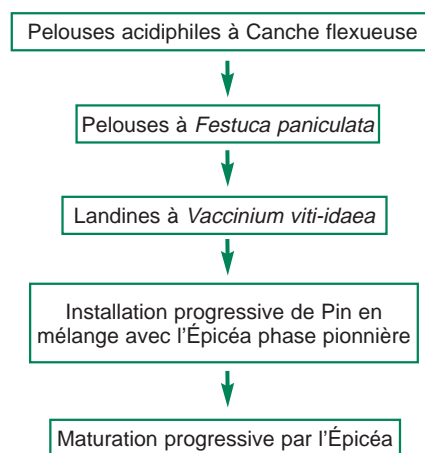 Pelouses acidiphiles à Canche flexueuse
Pelouses à Festuca paniculata
Landines à Vaccinium viti-idaea
Installation progressive de Pin en
mélange avec l'Épicéa phase pionnière
Maturation progressive par l'Épicéa